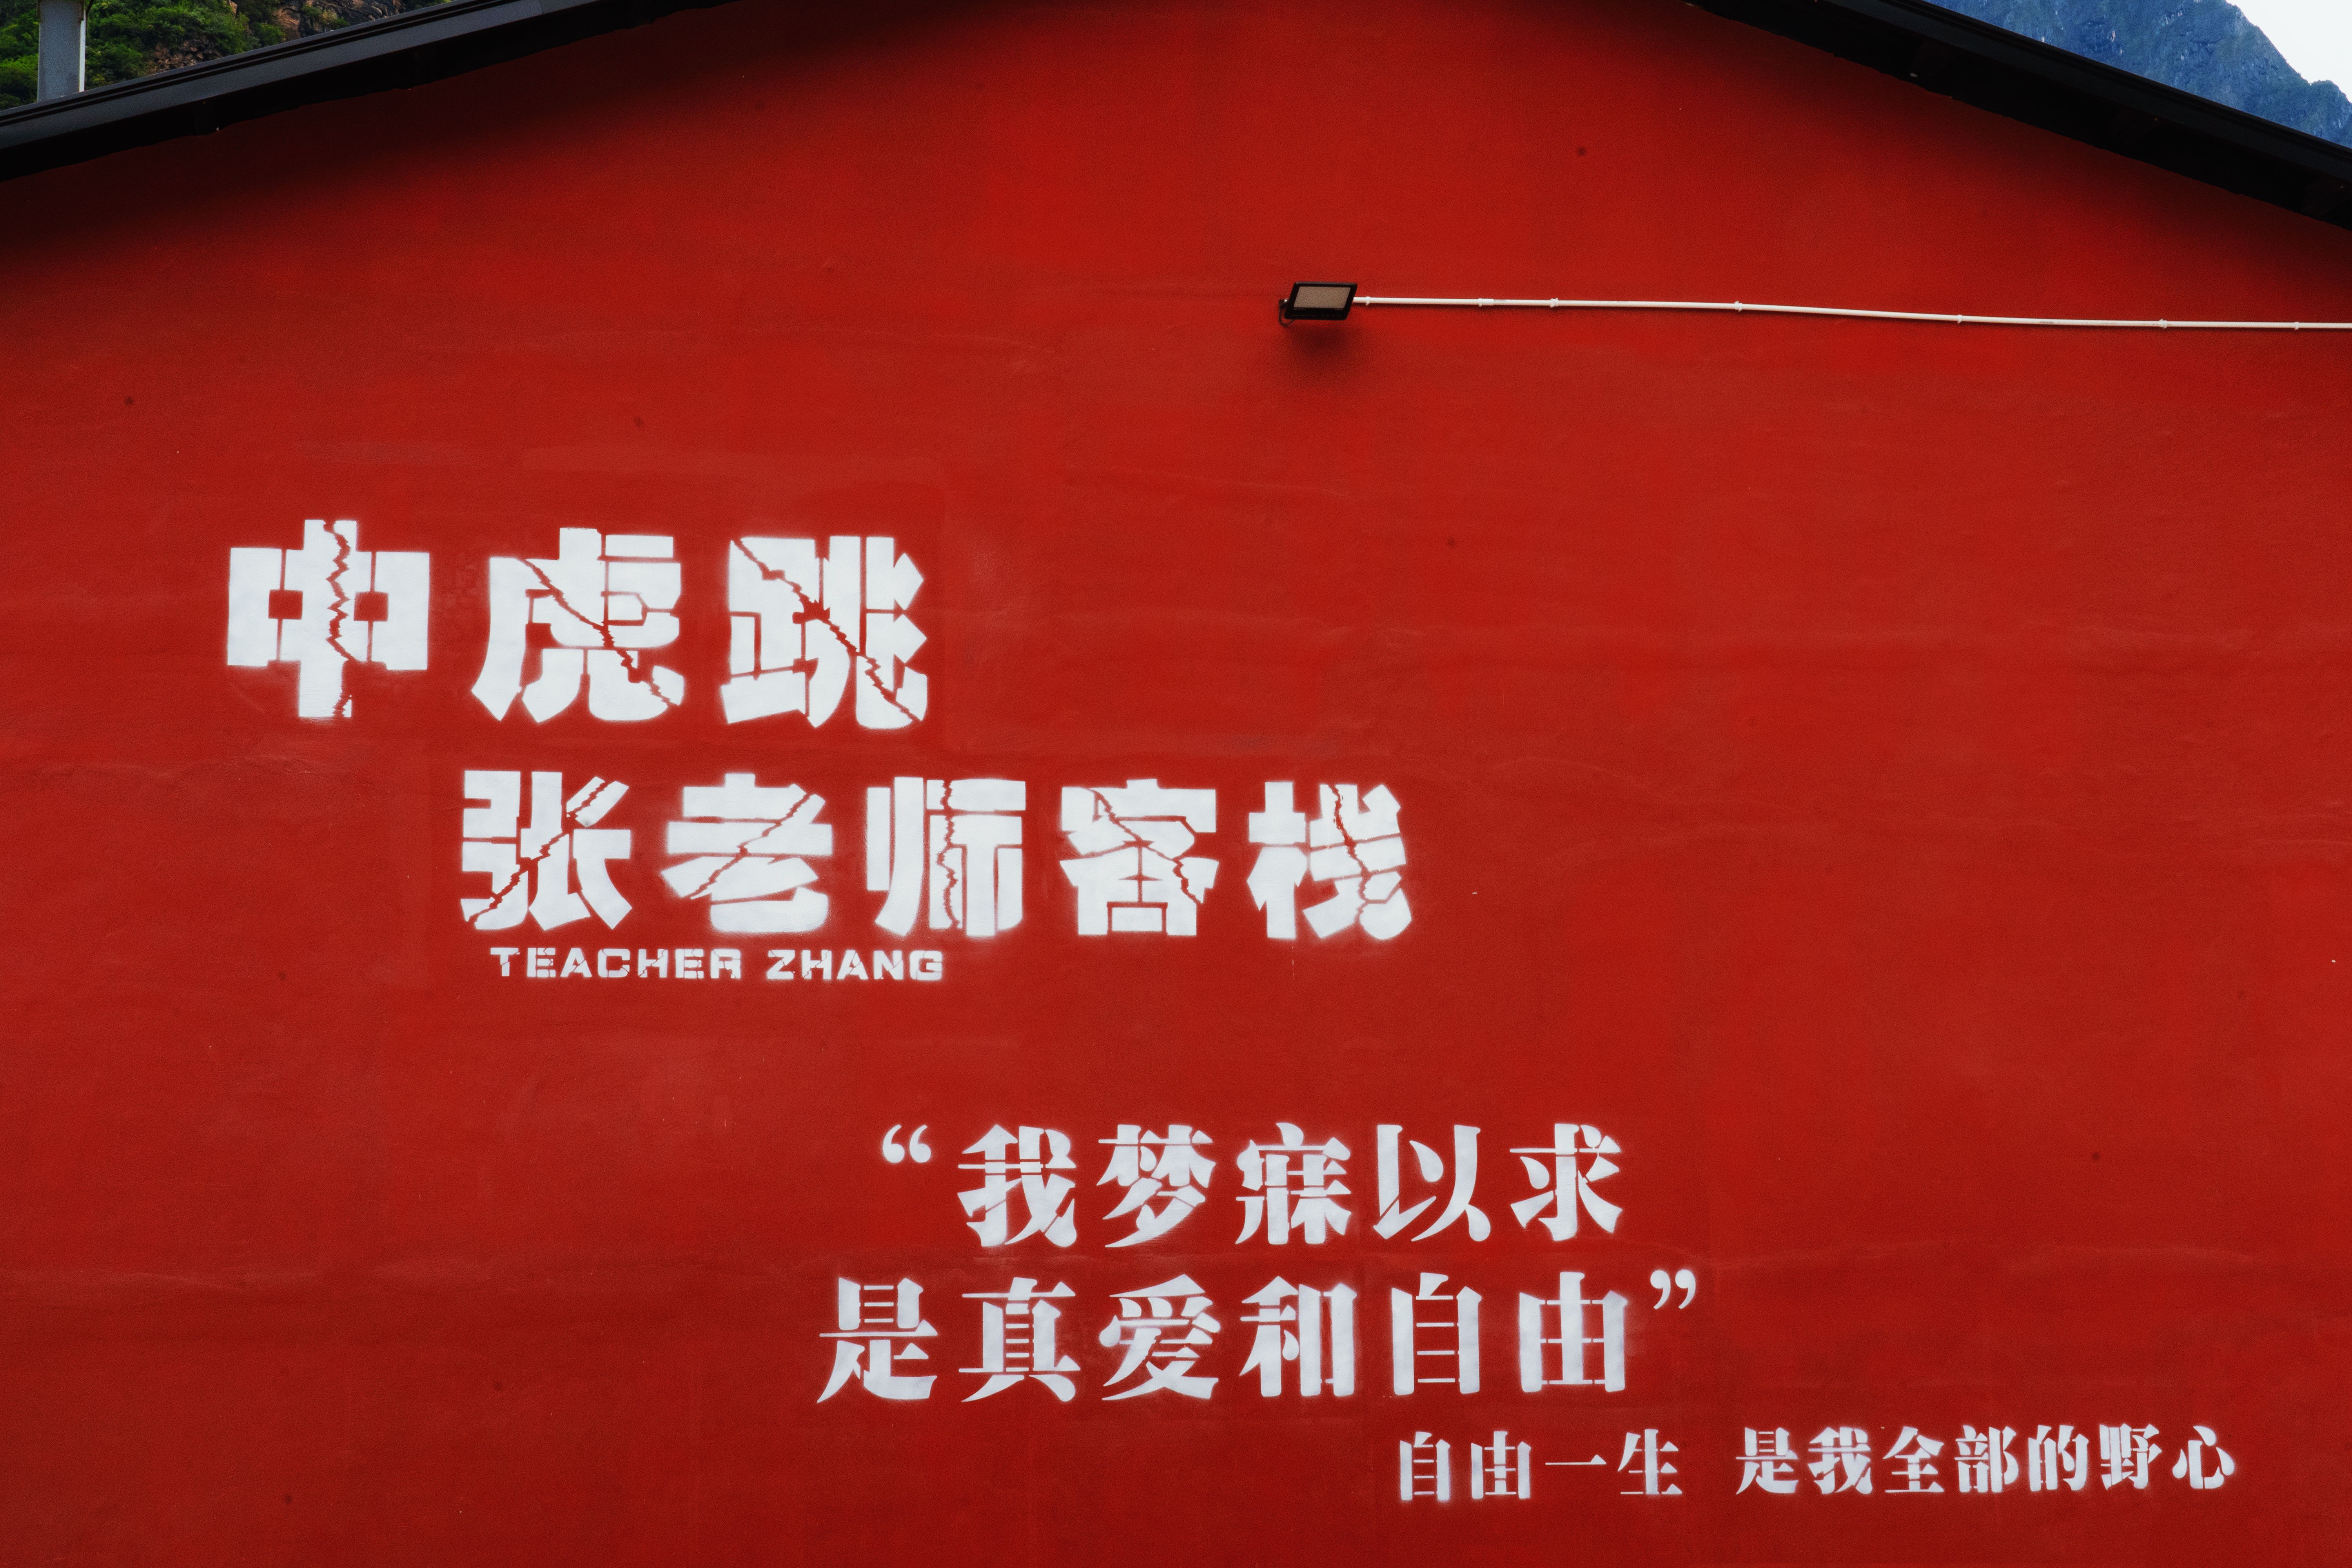 中虎跳
张老师客栈
TEACHER ZHANG
“我梦寐以求
是真爱和自由”
自由一生 是我全部的野心